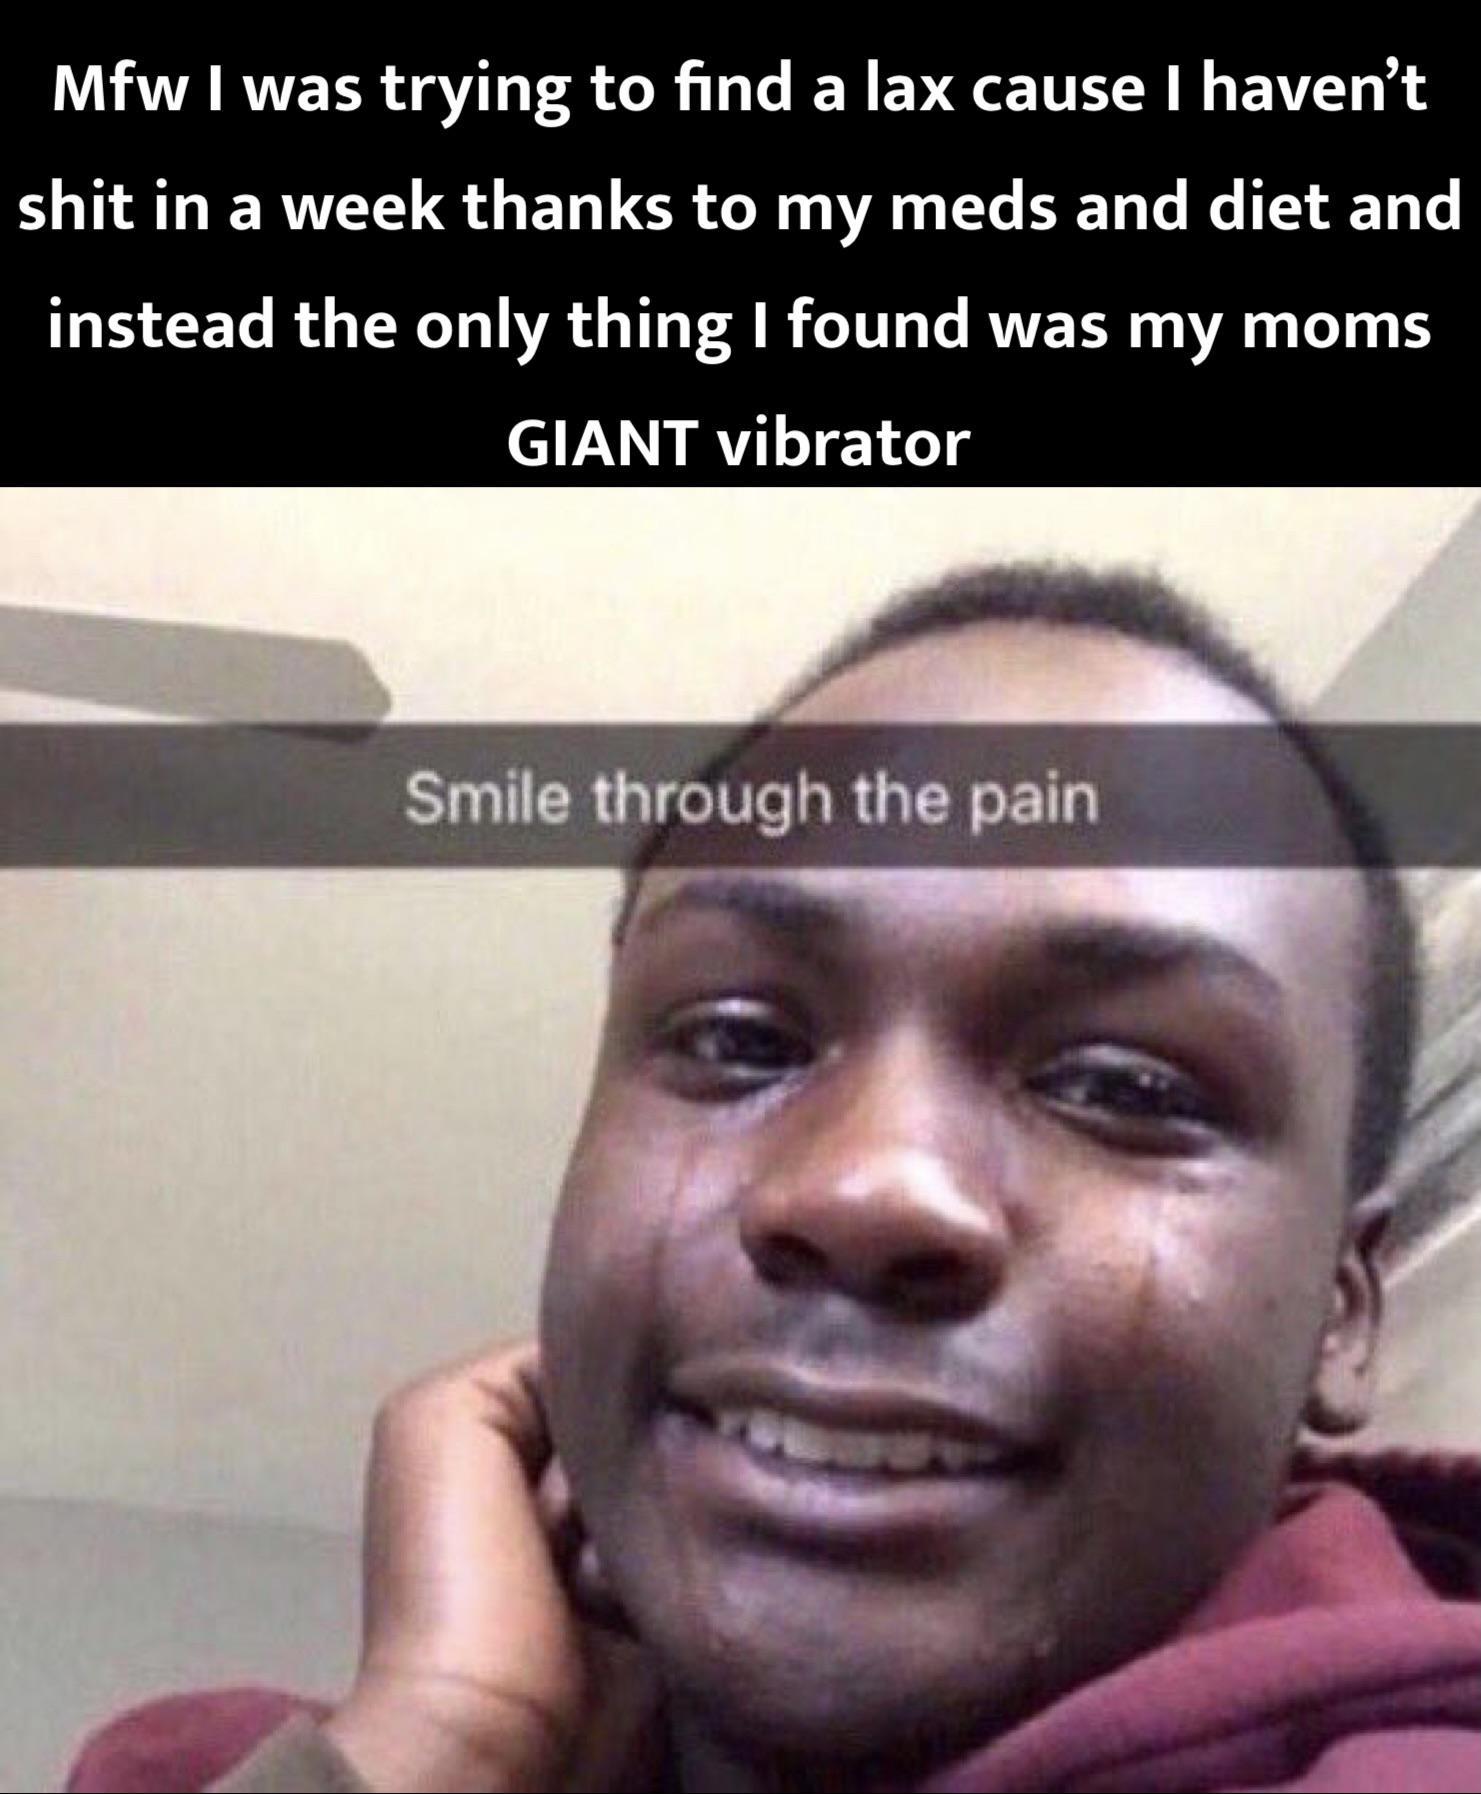 Mfw I was trying to find a lax cause I haven’t
shit in a week thanks to my meds and diet and
instead the only thing I found was my moms
GIANT vibrator
Smile through the pain